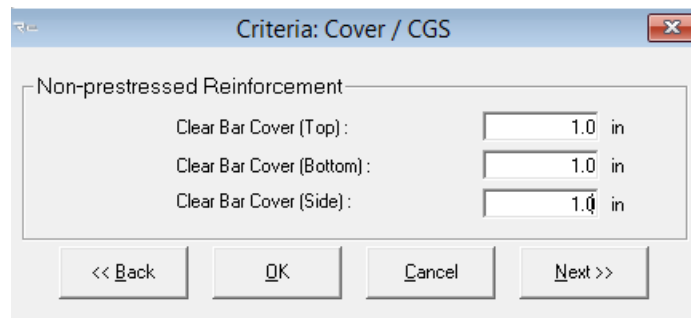 Criteria: Cover / CGS
Non-prestressed Reinforcement
Clear Bar Cover (Top) : 1.0 in
Clear Bar Cover (Bottom) : 1.0 in
Clear Bar Cover (Side) : 1.0 in
<< Back OK Cancel Next >>